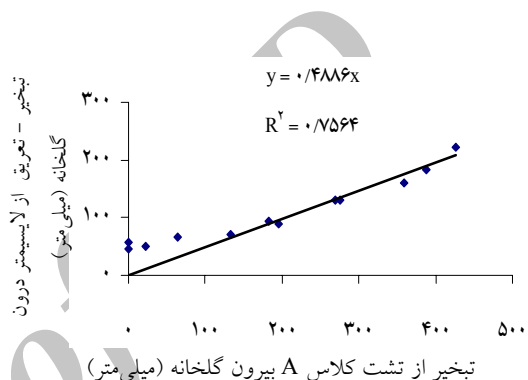 y = ۰/۴۸۸۶x
R² = ۰/۷۵۶۴
تبخیر - تعریق از لایسیمتر درون
گلخانه (میلی‌متر)
۳۰۰
۲۰۰
۱۰۰
۰
۰ ۱۰۰ ۲۰۰ ۳۰۰ ۴۰۰ ۵۰۰
تبخیر از تشت کلاس A بیرون گلخانه (میلی‌متر)